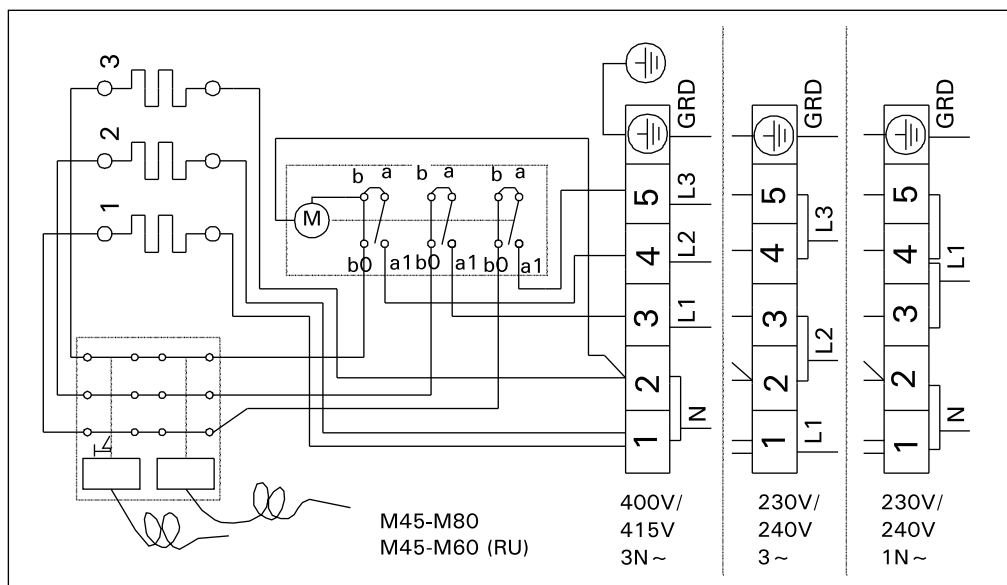 3
2
1
b a b a b a
M
b0 a1 b0 a1 b0 a1
GRD
5 L3
4 L2
3 L1
2
1
N
400V/
415V
3N~
GRD
5
4
L3
3
2
L2
1 L1
230V/
240V
3~
GRD
5
4
3
L1
2
1
N
230V/
240V
1N~
M45-M80
M45-M60 (RU)